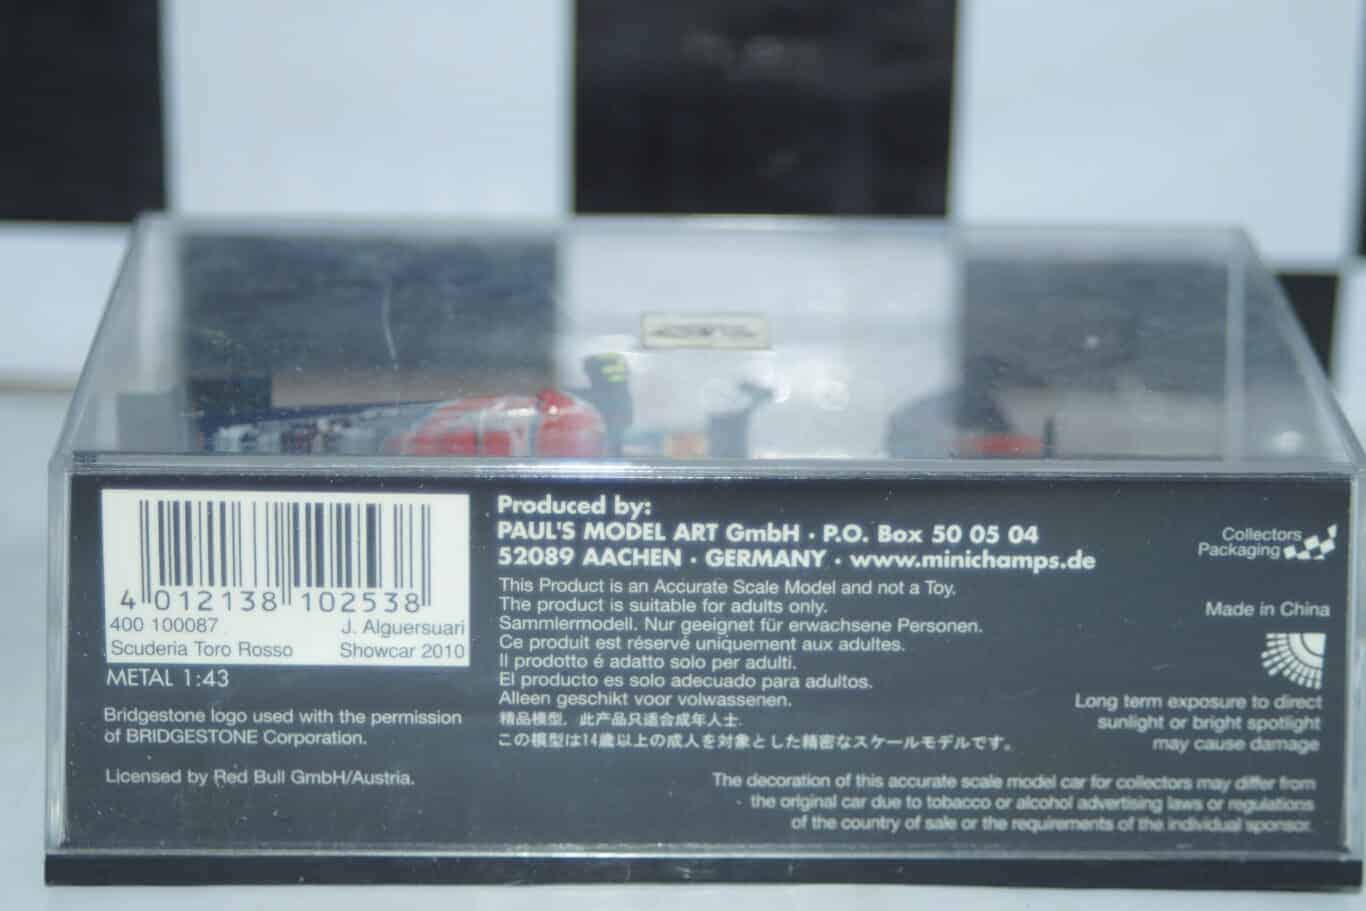 4 012138 102538
400 100087 J. Alguersuari
Scuderia Toro Rosso Showcar 2010
METAL 1:43
Bridgestone logo used with the permission
of BRIDGESTONE Corporation.
Licensed by Red Bull GmbH/Austria.
Produced by:
PAUL'S MODEL ART GmbH · P.O. Box 50 05 04
52089 AACHEN · GERMANY · www.minichamps.de
This Product is an Accurate Scale Model and not a Toy.
The product is suitable for adults only.
Sammlermodell. Nur geeignet für erwachsene Personen.
Ce produit est réservé uniquement aux adultes.
Il prodotto é adatto solo per adulti.
El producto es solo adecuado para adultos.
Alleen geschikt voor volwassenen.
精品模型，此产品只适合成年人士.
この模型は14歳以上の成人を対象とした精密なスケールモデルです。
Collectors
Packaging
Made in China
Long term exposure to direct
sunlight or bright spotlight
may cause damage
The decoration of this accurate scale model car for collectors may differ from
the original car due to tobacco or alcohol advertising laws or regulations
of the country of sale or the requirements of the individual sponsor.